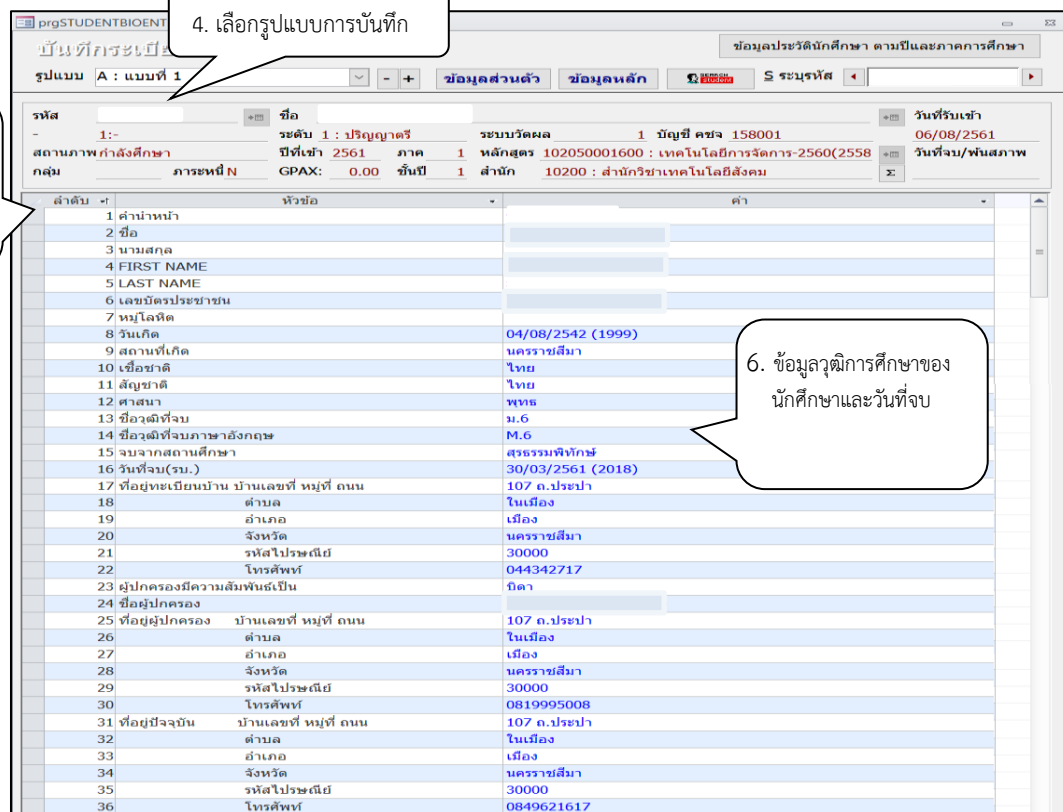 prgSTUDENTBIOENT
4. เลือกรูปแบบการบันทึก
บันทึกระเบีย
ข้อมูลประวัตินักศึกษา ตามปีและภาคการศึกษา
รูปแบบ A : แบบที่ 1 - + ข้อมูลส่วนตัว ข้อมูลหลัก SEARCH Student S ระบุรหัส
รหัส ชื่อ วันที่รับเข้า
- 1:- ระดับ 1 : ปริญญาตรี ระบบวัดผล 1 บัญชี คชจ 158001 06/08/2561
สถานภาพ กำลังศึกษา ปีที่เข้า 2561 ภาค 1 หลักสูตร 102050001600 : เทคโนโลยีการจัดการ-2560(2558 วันที่จบ/พ้นสภาพ
กลุ่ม ภาระหนี้ N GPAX: 0.00 ชั้นปี 1 สำนัก 10200 : สำนักวิชาเทคโนโลยีสังคม Σ
ลำดับ หัวข้อ ค่า
1 คำนำหน้า
2 ชื่อ
3 นามสกุล
4 FIRST NAME
5 LAST NAME
6 เลขบัตรประชาชน
7 หมู่โลหิต
8 วันเกิด 04/08/2542 (1999)
9 สถานที่เกิด นครราชสีมา
10 เชื้อชาติ ไทย
11 สัญชาติ ไทย
12 ศาสนา พุทธ
13 ชื่อวุฒิที่จบ ม.6
14 ชื่อวุฒิที่จบภาษาอังกฤษ M.6
15 จบจากสถานศึกษา สุรธรรมพิทักษ์
16 วันที่จบ(รบ.) 30/03/2561 (2018)
17 ที่อยู่ทะเบียนบ้าน บ้านเลขที่ หมู่ที่ ถนน 107 ถ.ประปา
18 ตำบล ในเมือง
19 อำเภอ เมือง
20 จังหวัด นครราชสีมา
21 รหัสไปรษณีย์ 30000
22 โทรศัพท์ 044342717
23 ผู้ปกครองมีความสัมพันธ์เป็น บิดา
24 ชื่อผู้ปกครอง
25 ที่อยู่ผู้ปกครอง บ้านเลขที่ หมู่ที่ ถนน 107 ถ.ประปา
26 ตำบล ในเมือง
27 อำเภอ เมือง
28 จังหวัด นครราชสีมา
29 รหัสไปรษณีย์ 30000
30 โทรศัพท์ 0819995008
31 ที่อยู่ปัจจุบัน บ้านเลขที่ หมู่ที่ ถนน 107 ถ.ประปา
32 ตำบล ในเมือง
33 อำเภอ เมือง
34 จังหวัด นครราชสีมา
35 รหัสไปรษณีย์ 30000
36 โทรศัพท์ 0849621617
6. ข้อมูลวุฒิการศึกษาของ
นักศึกษาและวันที่จบ